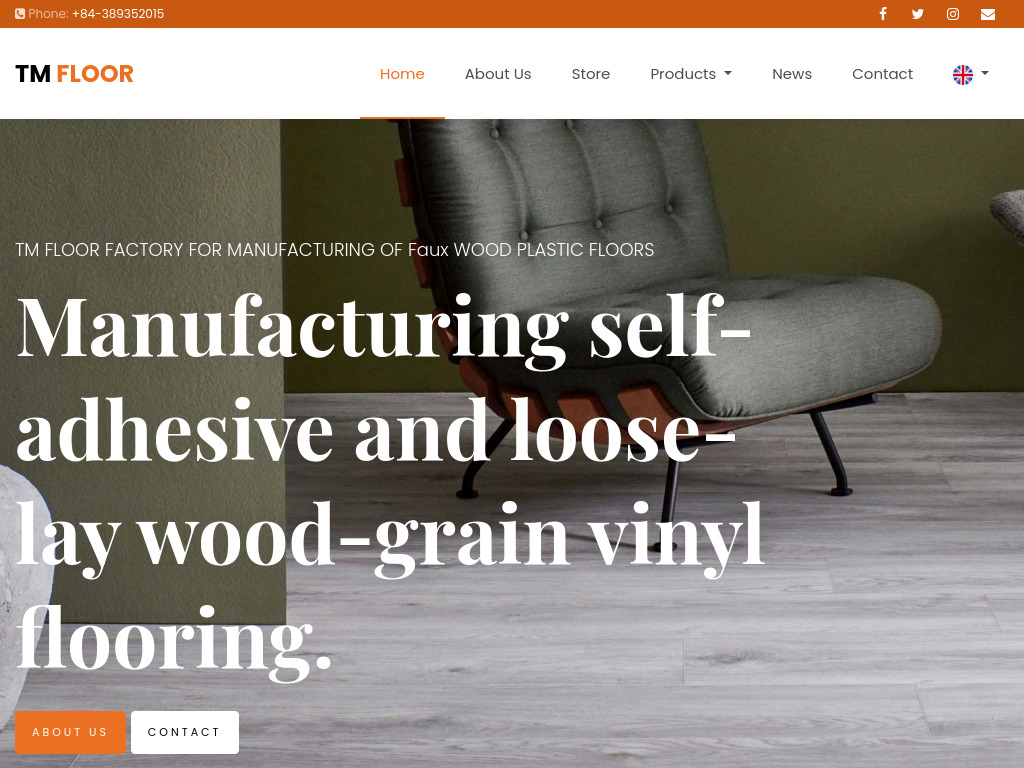 Phone: +84-389352015
TM FLOOR
Home About Us Store Products News Contact
TM FLOOR FACTORY FOR MANUFACTURING OF Faux WOOD PLASTIC FLOORS
Manufacturing self-
adhesive and loose-
lay wood-grain vinyl
flooring.
ABOUT US CONTACT